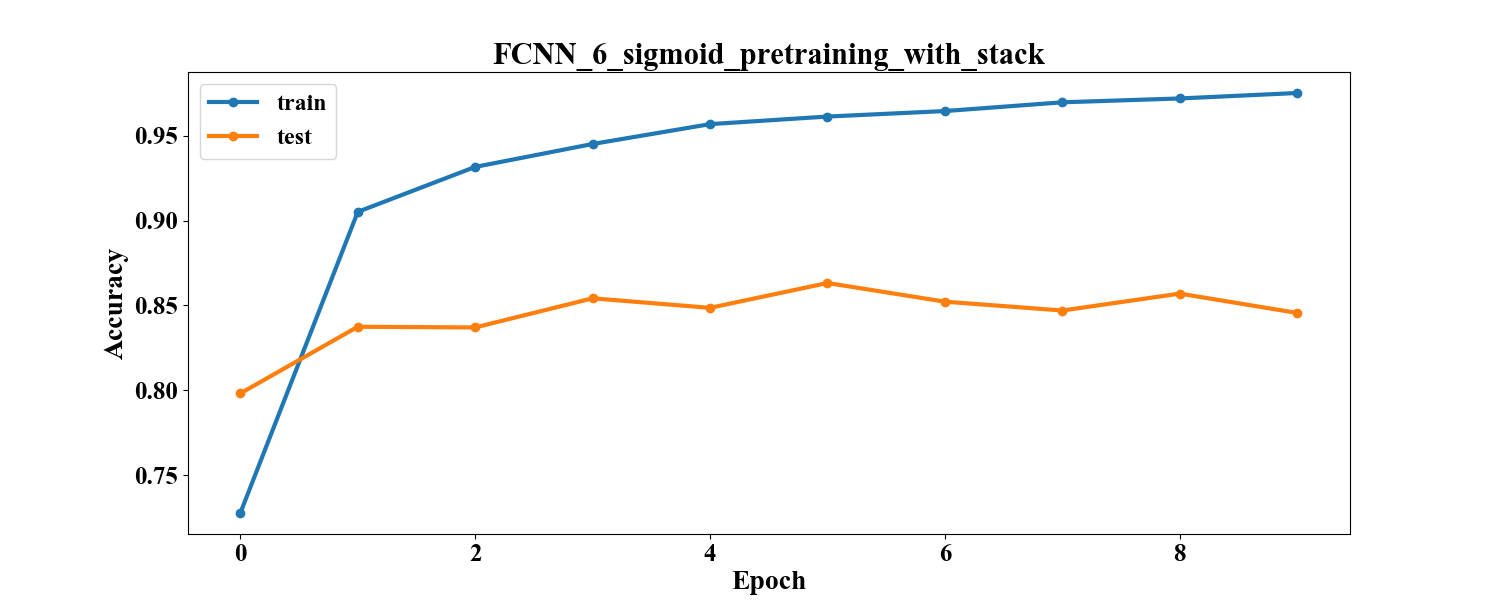 FCNN_6_sigmoid_pretraining_with_stack
train
test
0.95
0.90
0.85
0.80
0.75
Accuracy
0 2 4 6 8
Epoch